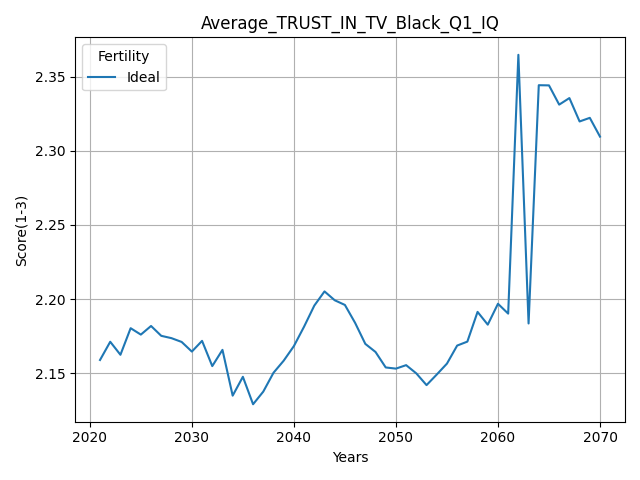 Average_TRUST_IN_TV_Black_Q1_IQ
Fertility
Ideal
Score(1-3)
2.35
2.30
2.25
2.20
2.15
2020
2030
2040
2050
2060
2070
Years